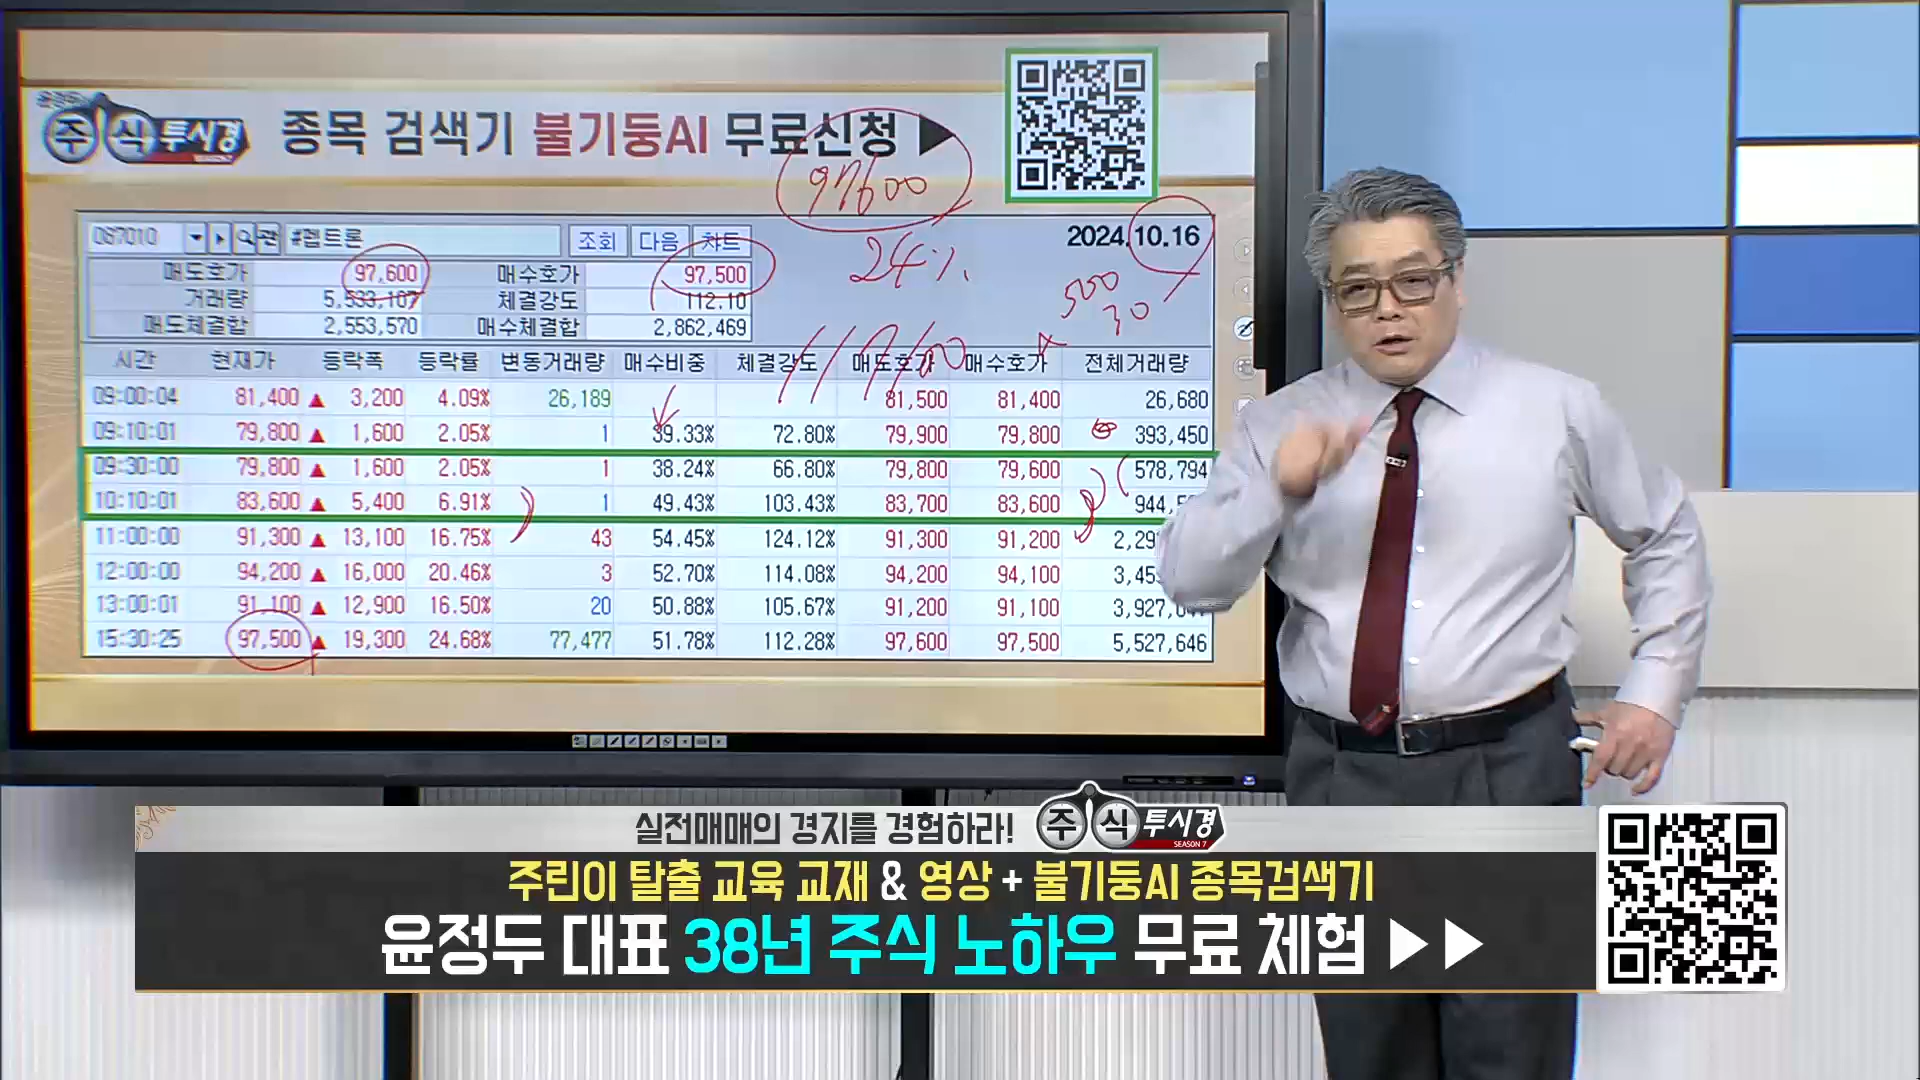 윤정두
주식투시경
종목 검색기 불기둥AI 무료신청 ▶
97600
24%
087010 #펩트론 조회 다음 차트
2024.10.16
500
30
117100
매도호가 97,600 매수호가 97,500
거래량 5,533,107 체결강도 112.10
매도체결합 2,553,570 매수체결합 2,862,469
시간 현재가 등락폭 등락률 변동거래량 매수비중 체결강도 매도호가 매수호가 전체거래량
09:00:04 81,400 ▲ 3,200 4.09% 26,189 81,500 81,400 26,680
09:10:01 79,800 ▲ 1,600 2.05% 1 39.33% 72.80% 79,900 79,800 393,450
09:30:00 79,800 ▲ 1,600 2.05% 1 38.24% 66.80% 79,800 79,600 578,794
10:10:01 83,600 ▲ 5,400 6.91% 1 49.43% 103.43% 83,700 83,600
11:00:00 91,300 ▲ 13,100 16.75% 43 54.45% 124.12% 91,300 91,200
12:00:00 94,200 ▲ 16,000 20.46% 3 52.70% 114.08% 94,200 94,100
13:00:01 91,100 ▲ 12,900 16.50% 20 50.88% 105.67% 91,200 91,100
15:30:25 97,500 ▲ 19,300 24.68% 77,477 51.78% 112.28% 97,600 97,500 5,527,646
실전매매의 경지를 경험하라! 주식투시경
SEASON 7
주린이 탈출 교육 교재 & 영상 + 불기둥AI 종목검색기
윤정두 대표 38년 주식 노하우 무료 체험 ▶▶